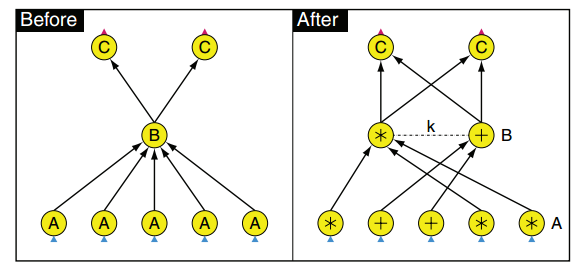 Before
After
C C
C C
B
* k + B
A A A A A
* + + * * A